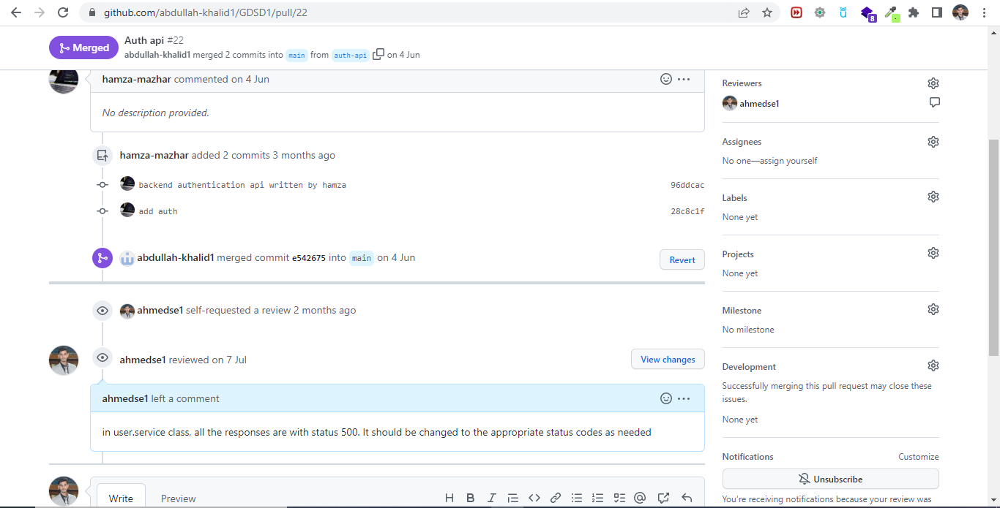 github.com/abdullah-khalid1/GDSD1/pull/22
8
Merged
Auth api #22
abdullah-khalid1 merged 2 commits into main from auth-api on 4 Jun
hamza-mazhar commented on 4 Jun
No description provided.
hamza-mazhar added 2 commits 3 months ago
backend authentication api written by hamza 96ddcac
add auth 28c8c1f
abdullah-khalid1 merged commit e542675 into main on 4 Jun
Revert
ahmedse1 self-requested a review 2 months ago
ahmedse1 reviewed on 7 Jul
View changes
ahmedse1 left a comment
in user.service class, all the responses are with status 500. It should be changed to the appropriate status codes as needed
Write Preview
Reviewers
ahmedse1
Assignees
No one—assign yourself
Labels
None yet
Projects
None yet
Milestone
No milestone
Development
Successfully merging this pull request may close these
issues.
None yet
Notifications Customize
Unsubscribe
You're receiving notifications because your review was